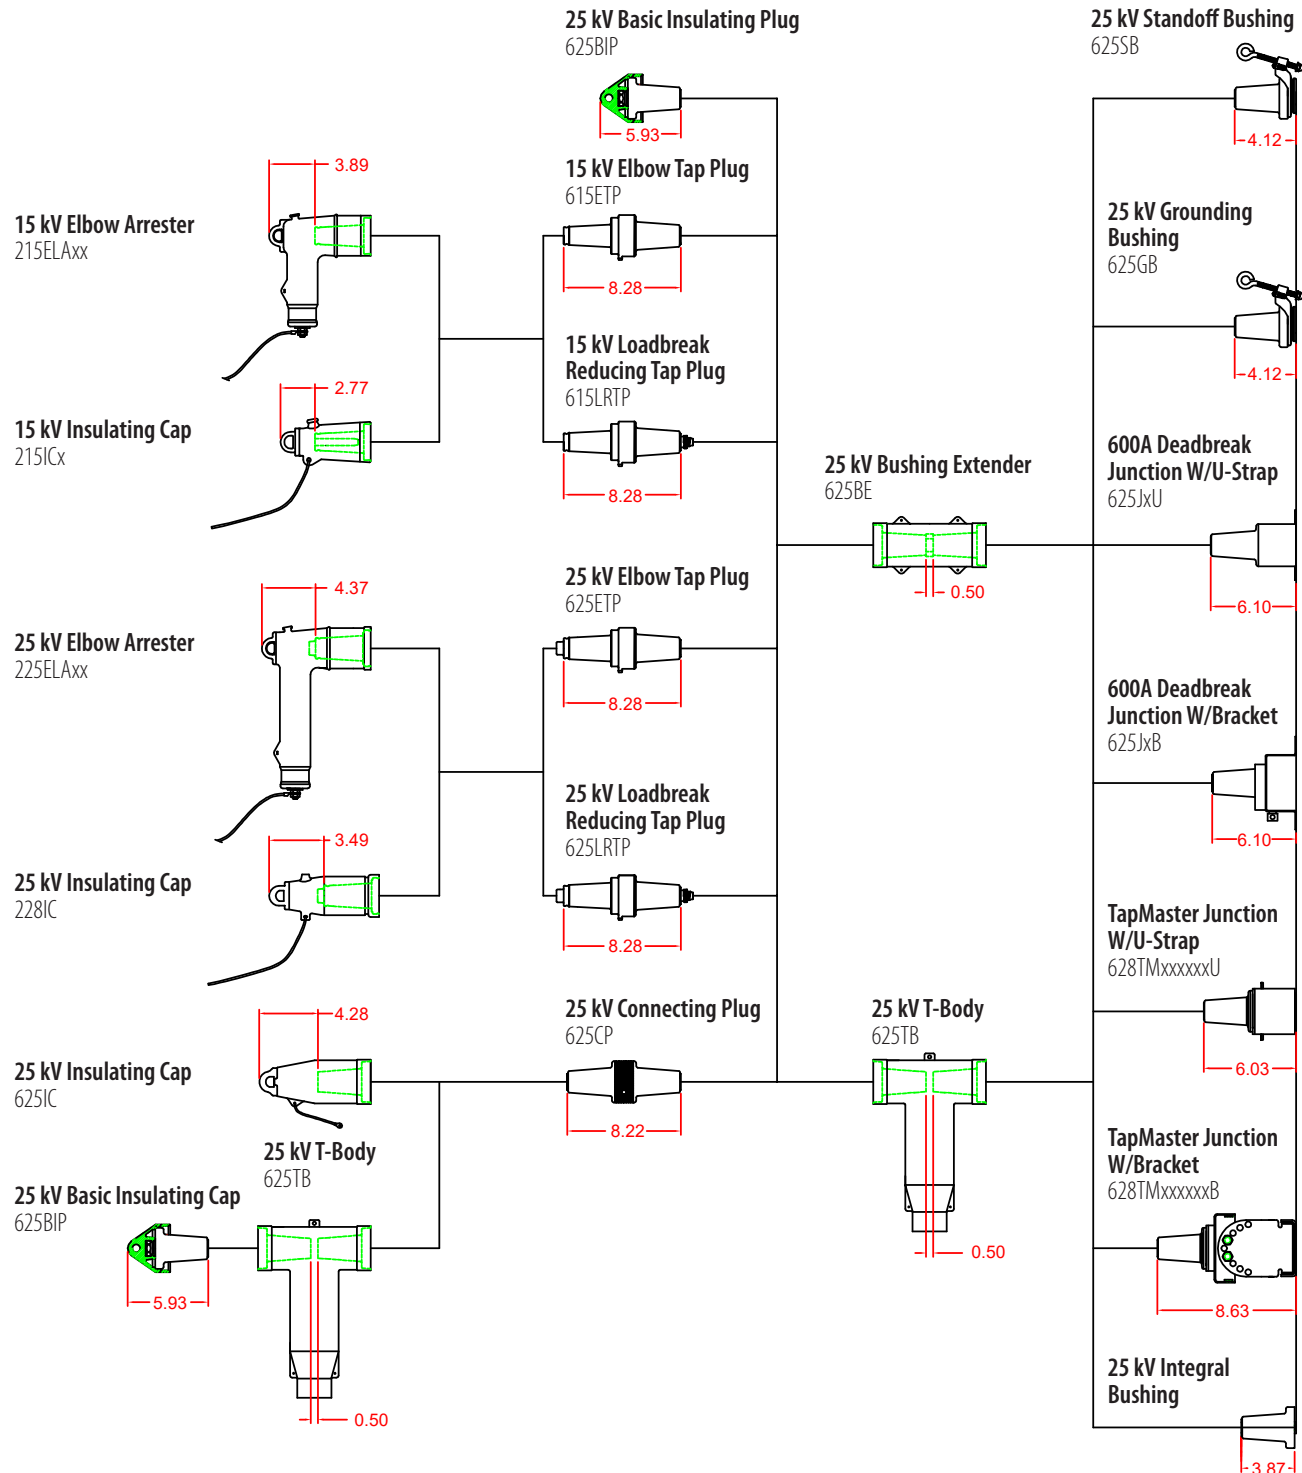 25 kV Basic Insulating Plug
625BIP
5.93
25 kV Standoff Bushing
625SB
4.12
15 kV Elbow Arrester
215ELAxx
3.89
15 kV Elbow Tap Plug
615ETP
8.28
25 kV Grounding
Bushing
625GB
4.12
15 kV Insulating Cap
215ICx
2.77
15 kV Loadbreak
Reducing Tap Plug
615LRTP
8.28
25 kV Bushing Extender
625BE
0.50
600A Deadbreak
Junction W/U-Strap
625JxU
6.10
25 kV Elbow Arrester
225ELAxx
4.37
25 kV Elbow Tap Plug
625ETP
8.28
600A Deadbreak
Junction W/Bracket
625JxB
6.10
25 kV Insulating Cap
228IC
3.49
25 kV Loadbreak
Reducing Tap Plug
625LRTP
8.28
TapMaster Junction
W/U-Strap
628TMxxxxxxU
6.03
25 kV Insulating Cap
625IC
4.28
25 kV Connecting Plug
625CP
8.22
25 kV T-Body
625TB
0.50
TapMaster Junction
W/Bracket
628TMxxxxxxB
8.63
25 kV T-Body
625TB
0.50
25 kV Basic Insulating Cap
625BIP
5.93
25 kV Integral
Bushing
3.87